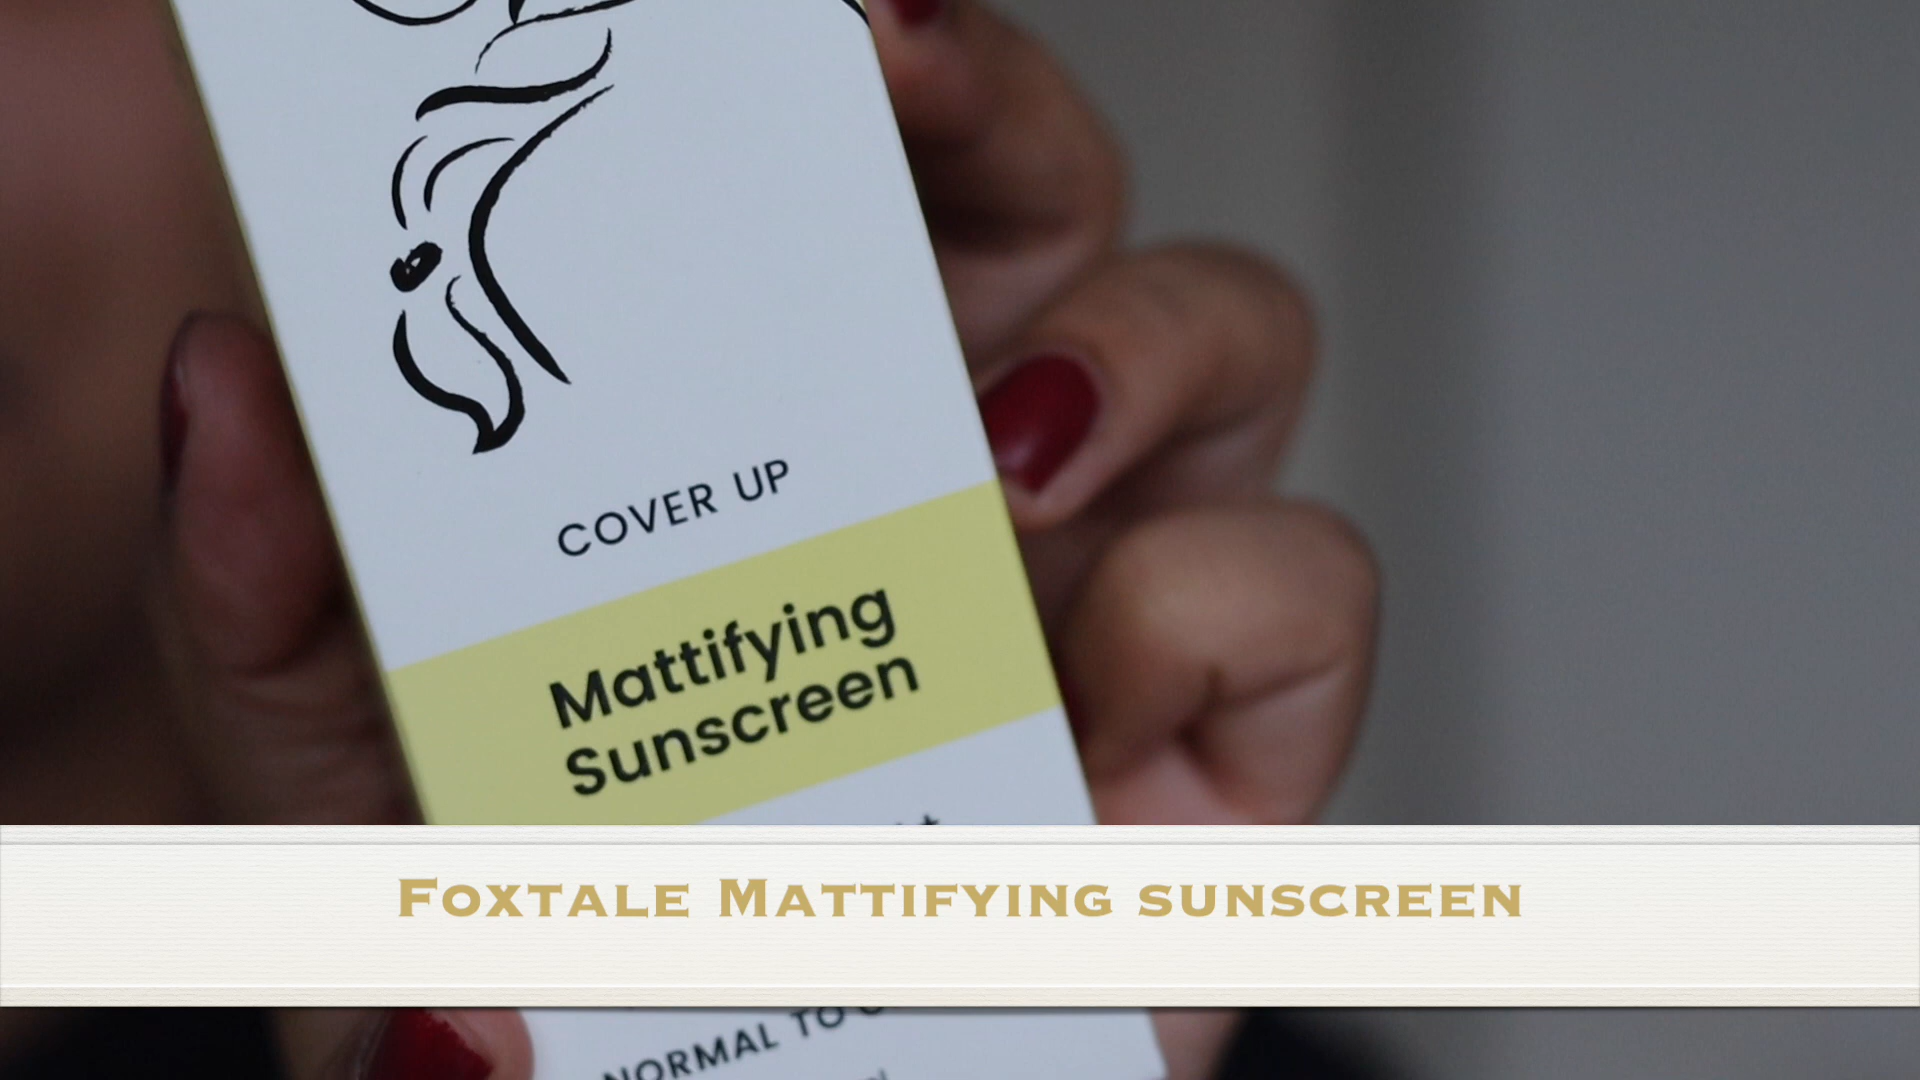 COVER UP
Mattifying
Sunscreen
FOXTALE MATTIFYING SUNSCREEN
NORMAL TO